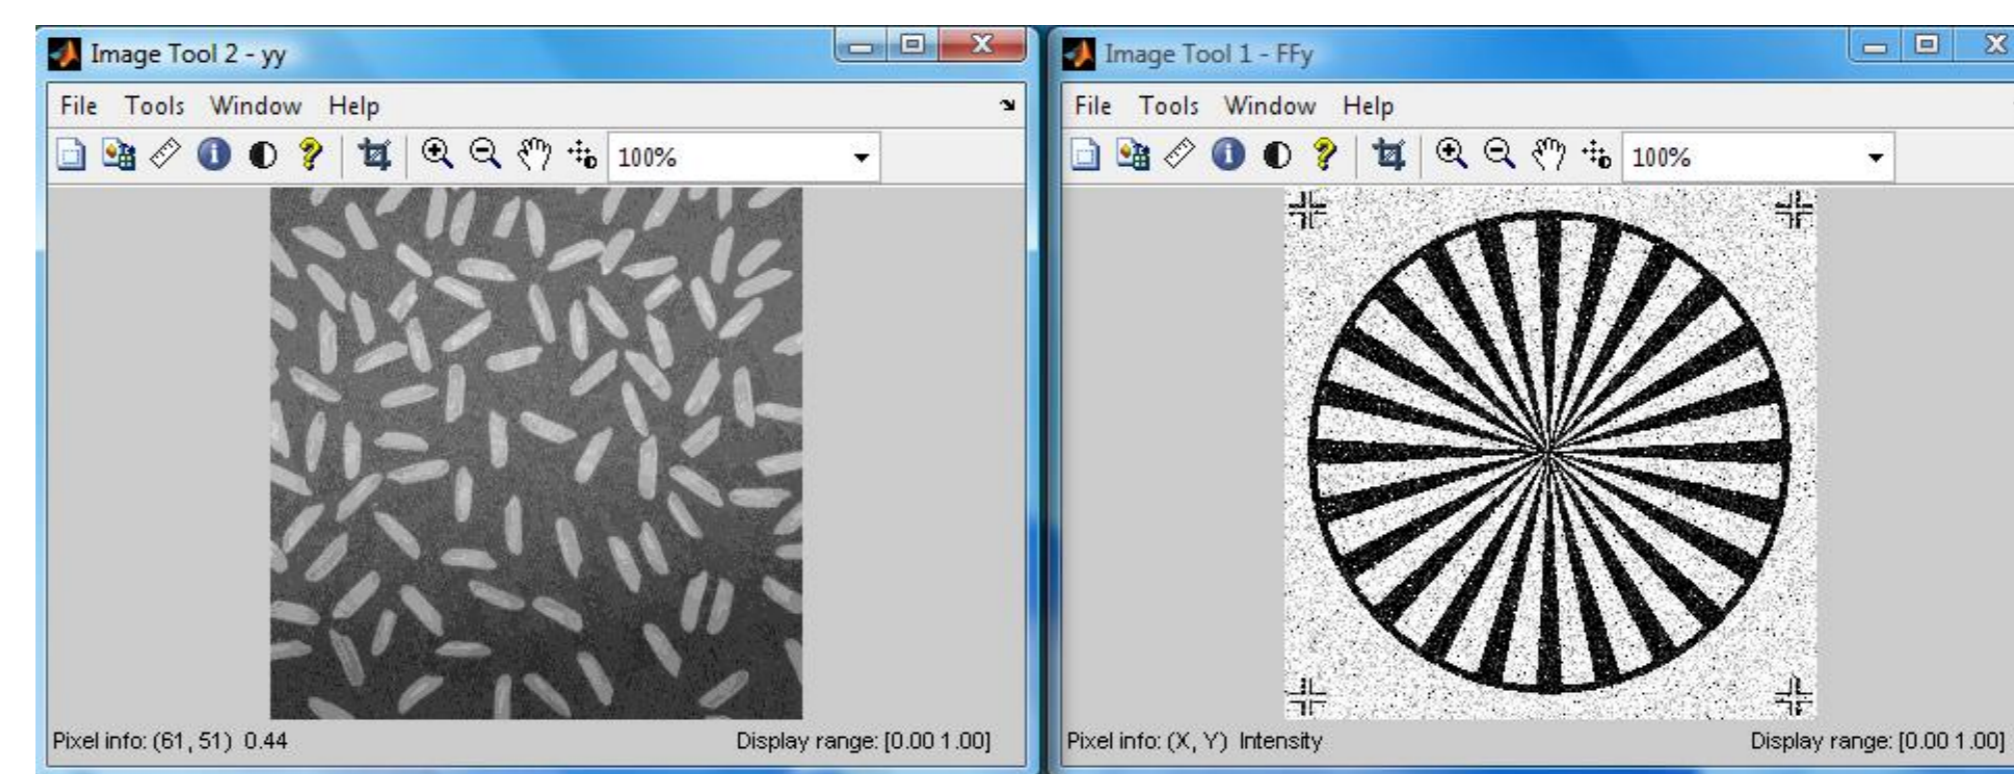 Image Tool 2 - yy
File Tools Window Help
100%
Pixel info: (61, 51) 0.44
Display range: [0.00 1.00]
Image Tool 1 - FFy
File Tools Window Help
100%
Pixel info: (X, Y) Intensity
Display range: [0.00 1.00]